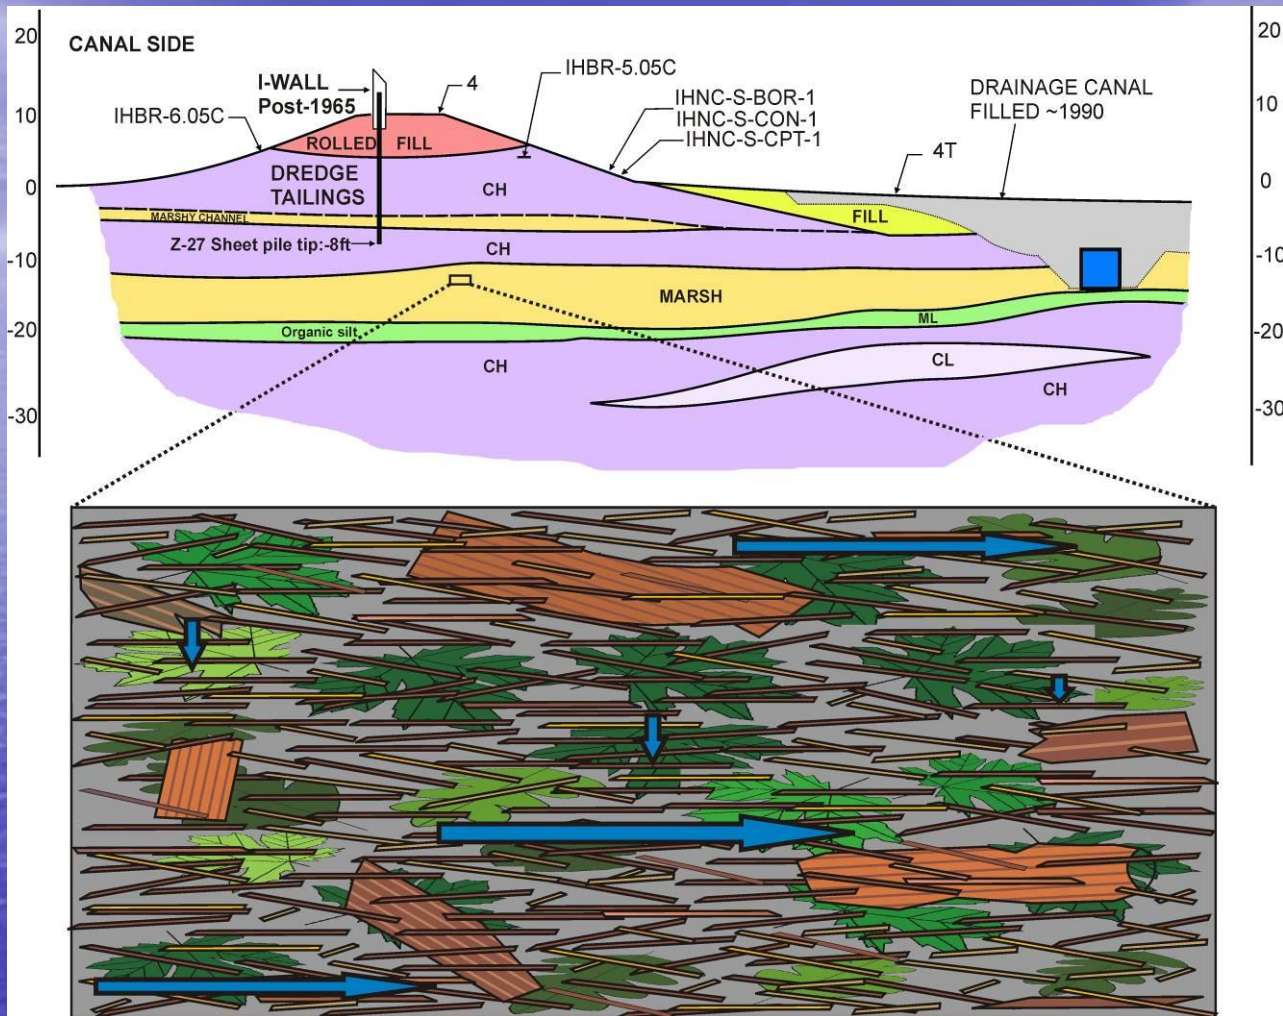 20
10
0
-10
-20
-30
CANAL SIDE
I-WALL
Post-1965
4
IHBR-5.05C
IHBR-6.05C
IHNC-S-BOR-1
IHNC-S-CON-1
IHNC-S-CPT-1
DRAINAGE CANAL
FILLED ~1990
4T
ROLLED FILL
DREDGE
TAILINGS
CH
MARSHY CHANNEL
FILL
Z-27 Sheet pile tip:-8ft
CH
MARSH
Organic silt
ML
CH
CL
CH
20
10
0
-10
-20
-30